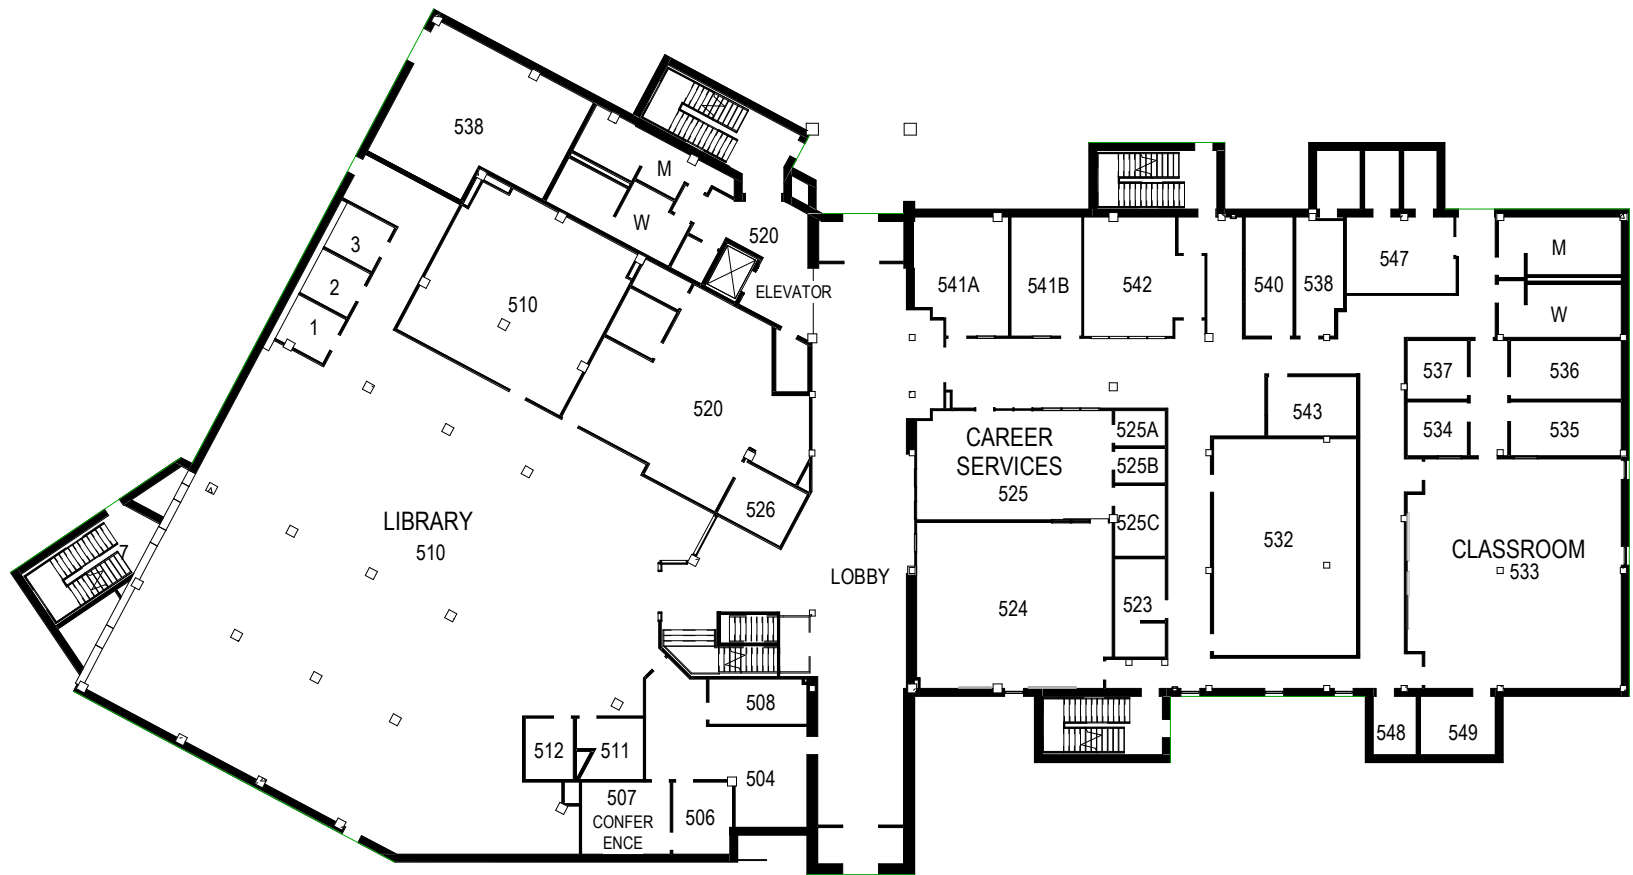 538
M
W
520
ELEVATOR
3
2
1
510
520
526
LIBRARY
510
LOBBY
508
512
511
504
507
CONFER
ENCE
506
541A
541B
542
540
538
547
M
W
537
536
534
535
543
CAREER
SERVICES
525
525A
525B
525C
524
523
532
CLASSROOM
533
548
549